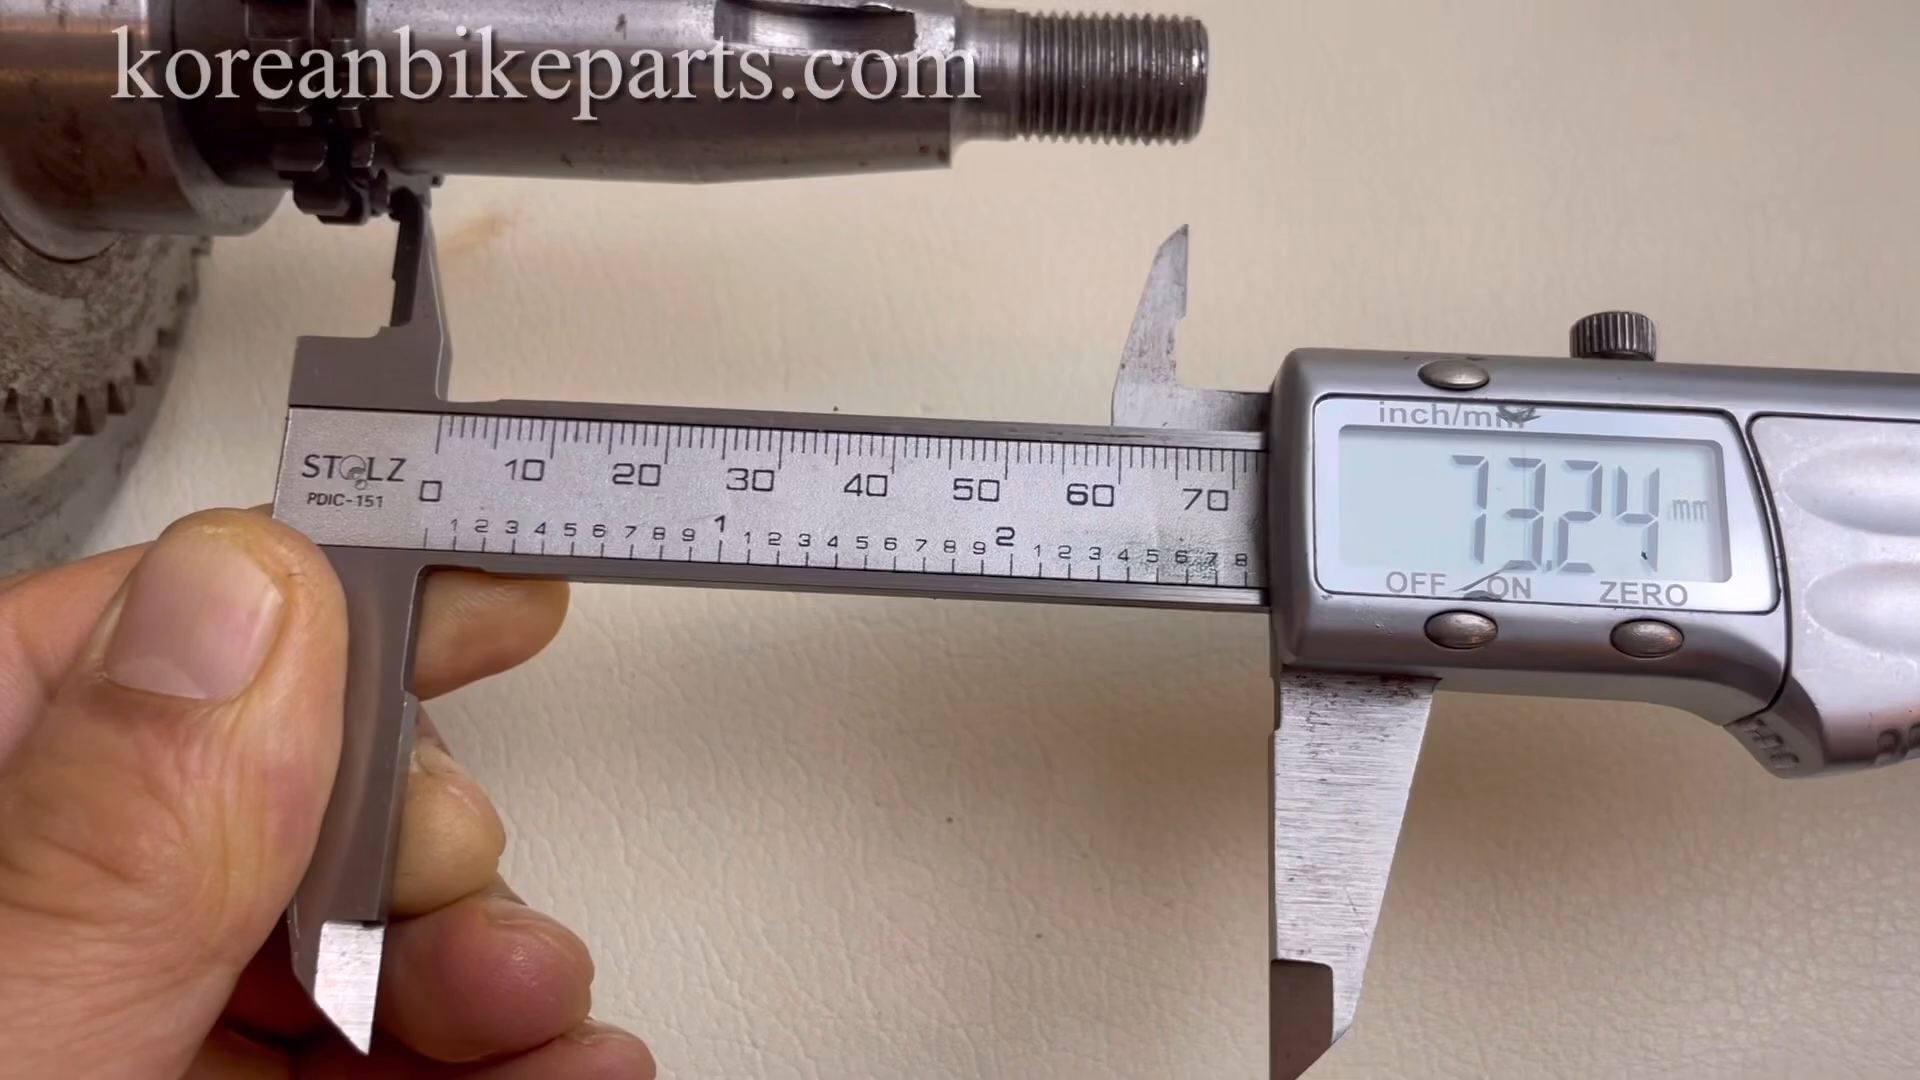 koreanbikeparts.com
inch/mm
STOLZ
PDIC-151
0 10 20 30 40 50 60 70
1 2 3 4 5 6 7 8 9 1 1 2 3 4 5 6 7 8 9 2 1 2 3 4 5 6 7 8
73.24 mm
OFF ON ZERO